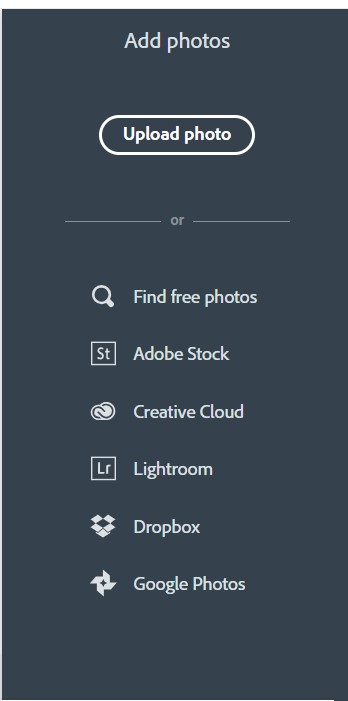 Add photos
Upload photo
or
Find free photos
St Adobe Stock
Creative Cloud
Lr Lightroom
Dropbox
Google Photos